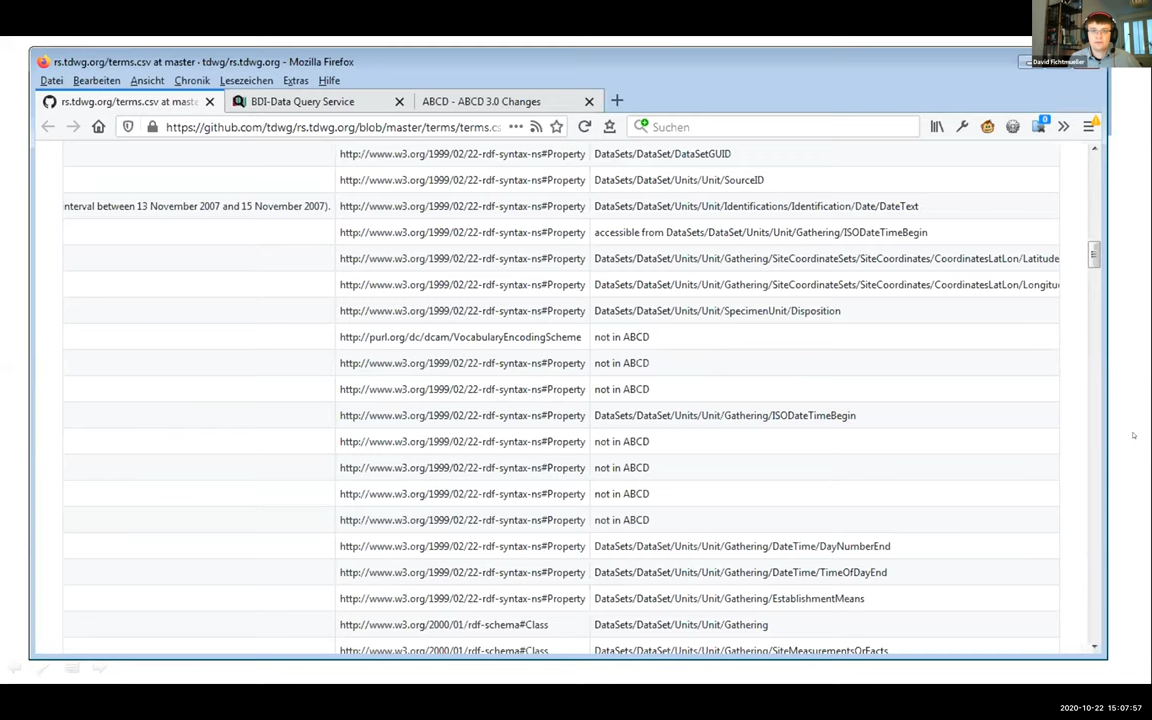 rs.tdwg.org/terms.csv at master · tdwg/rs.tdwg.org - Mozilla Firefox
David Fichtmueller
Datei Bearbeiten Ansicht Chronik Lesezeichen Extras Hilfe
rs.tdwg.org/terms.csv at maste BDI-Data Query Service ABCD - ABCD 3.0 Changes
https://github.com/tdwg/rs.tdwg.org/blob/master/terms/terms.cs Suchen 0
http://www.w3.org/1999/02/22-rdf-syntax-ns#Property DataSets/DataSet/DataSetGUID
http://www.w3.org/1999/02/22-rdf-syntax-ns#Property DataSets/DataSet/Units/Unit/SourceID
nterval between 13 November 2007 and 15 November 2007). http://www.w3.org/1999/02/22-rdf-syntax-ns#Property DataSets/DataSet/Units/Unit/Identifications/Identification/Date/DateText
http://www.w3.org/1999/02/22-rdf-syntax-ns#Property accessible from DataSets/DataSet/Units/Unit/Gathering/ISODateTimeBegin
http://www.w3.org/1999/02/22-rdf-syntax-ns#Property DataSets/DataSet/Units/Unit/Gathering/SiteCoordinateSets/SiteCoordinates/CoordinatesLatLon/Latitude
http://www.w3.org/1999/02/22-rdf-syntax-ns#Property DataSets/DataSet/Units/Unit/Gathering/SiteCoordinateSets/SiteCoordinates/CoordinatesLatLon/Longitu
http://www.w3.org/1999/02/22-rdf-syntax-ns#Property DataSets/DataSet/Units/Unit/SpecimenUnit/Disposition
http://purl.org/dc/dcam/VocabularyEncodingScheme not in ABCD
http://www.w3.org/1999/02/22-rdf-syntax-ns#Property not in ABCD
http://www.w3.org/1999/02/22-rdf-syntax-ns#Property not in ABCD
http://www.w3.org/1999/02/22-rdf-syntax-ns#Property DataSets/DataSet/Units/Unit/Gathering/ISODateTimeBegin
http://www.w3.org/1999/02/22-rdf-syntax-ns#Property not in ABCD
http://www.w3.org/1999/02/22-rdf-syntax-ns#Property not in ABCD
http://www.w3.org/1999/02/22-rdf-syntax-ns#Property not in ABCD
http://www.w3.org/1999/02/22-rdf-syntax-ns#Property not in ABCD
http://www.w3.org/1999/02/22-rdf-syntax-ns#Property DataSets/DataSet/Units/Unit/Gathering/DateTime/DayNumberEnd
http://www.w3.org/1999/02/22-rdf-syntax-ns#Property DataSets/DataSet/Units/Unit/Gathering/DateTime/TimeOfDayEnd
http://www.w3.org/1999/02/22-rdf-syntax-ns#Property DataSets/DataSet/Units/Unit/Gathering/EstablishmentMeans
http://www.w3.org/2000/01/rdf-schema#Class DataSets/DataSet/Units/Unit/Gathering
http://www.w3.org/2000/01/rdf-schema#Class DataSets/DataSet/Units/Unit/Gathering/SiteMeasurementsOrFacts
2020-10-22 15:07:57